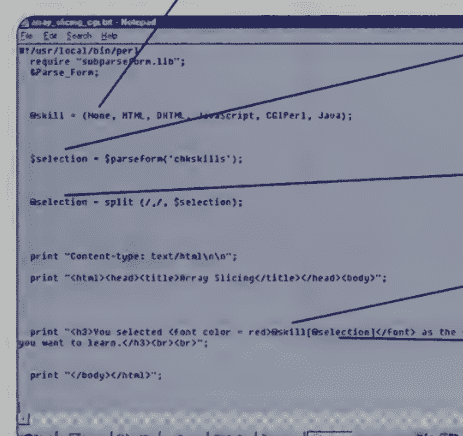 array_slicing_cgi.txt - Notepad
File Edit Search Help
#!/usr/local/bin/perl
require "subparseform.lib";
&Parse_Form;
@skill = (None, HTML, DHTML, JavaScript, CGIPerl, Java);
$selection = $parseform{'chkskills'};
@selection = split (/,/, $selection);
print "Content-type: text/html\n\n";
print "<html><head><title>Array Slicing</title></head><body>";
print "<h3>You selected <font color = red>@skill[@selection]</font> as the
you want to learn.</h3><br><br>";
print "</body></html>";